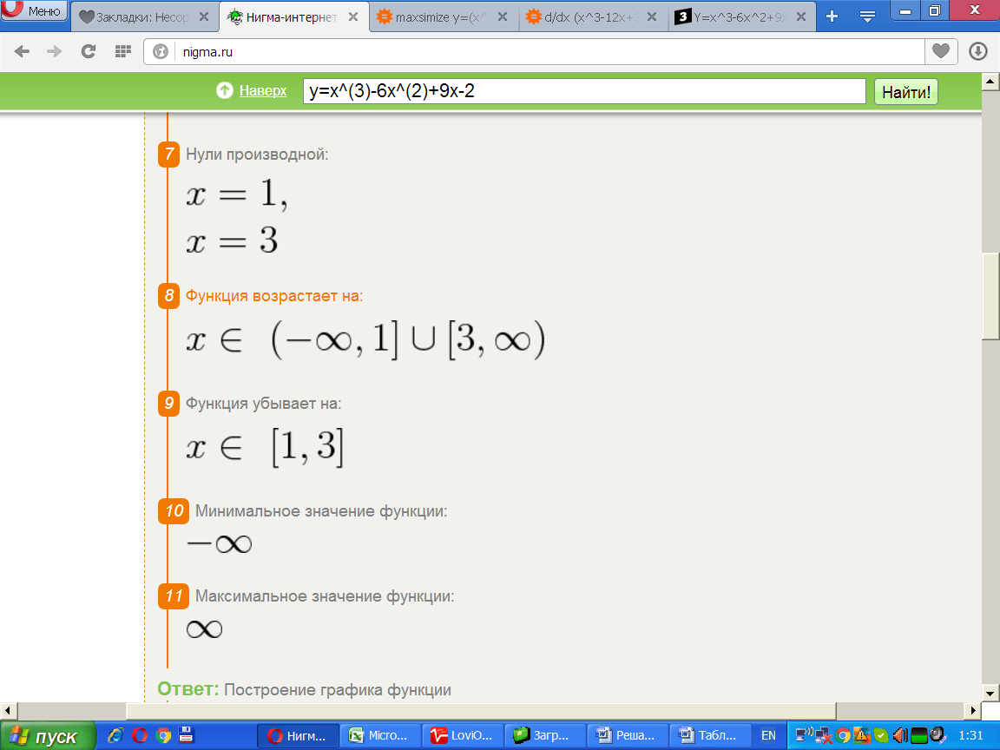 Меню
Закладки: Несор
Нигма-интернет
maxsimize y=(x^
d/dx (x^3-12x+3
Y=x^3-6x^2+9x
nigma.ru
Наверх
y=x^(3)-6x^(2)+9x-2
Найти!
7 Нули производной:
x = 1,
x = 3
8 Функция возрастает на:
x ∈ (−∞, 1] ∪ [3, ∞)
9 Функция убывает на:
x ∈ [1, 3]
10 Минимальное значение функции:
−∞
11 Максимальное значение функции:
∞
Ответ: Построение графика функции
пуск
Нигм...
Micro...
LoviO...
Загр...
Реша...
Табл...
EN
1:31